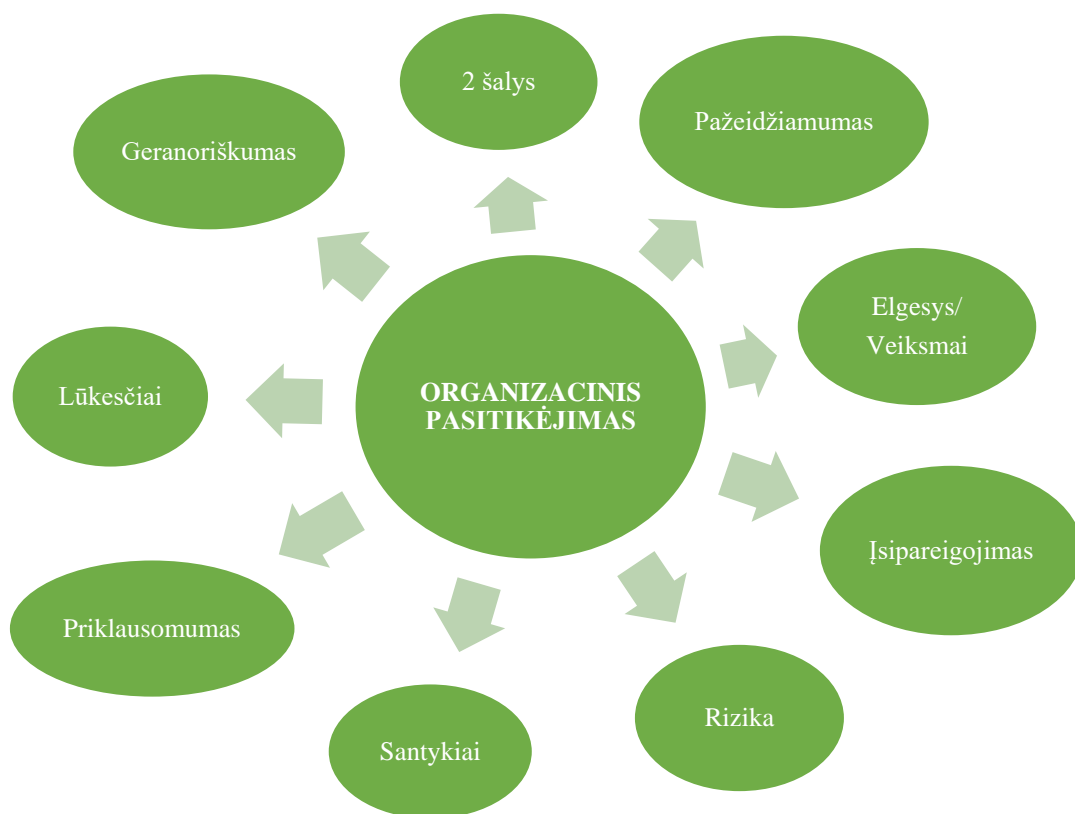 2 šalys
Pažeidžiamumas
Geranoriškumas
Elgesys/
Veiksmai
Lūkesčiai
ORGANIZACINIS
PASITIKĖJIMAS
Įsipareigojimas
Priklausomumas
Rizika
Santykiai